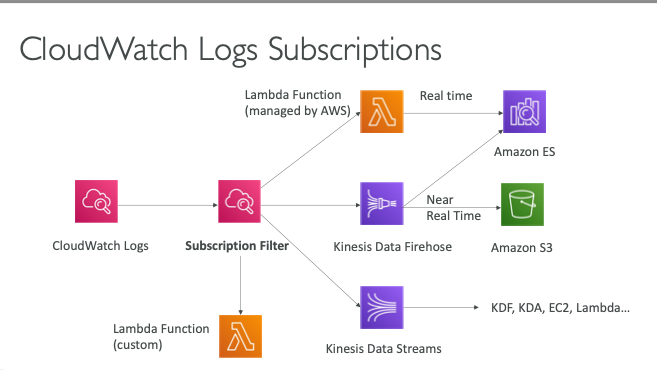 CloudWatch Logs Subscriptions
Lambda Function
(managed by AWS)
Real time
Amazon ES
CloudWatch Logs
Subscription Filter
Kinesis Data Firehose
Near
Real Time
Amazon S3
Lambda Function
(custom)
Kinesis Data Streams
KDF, KDA, EC2, Lambda...